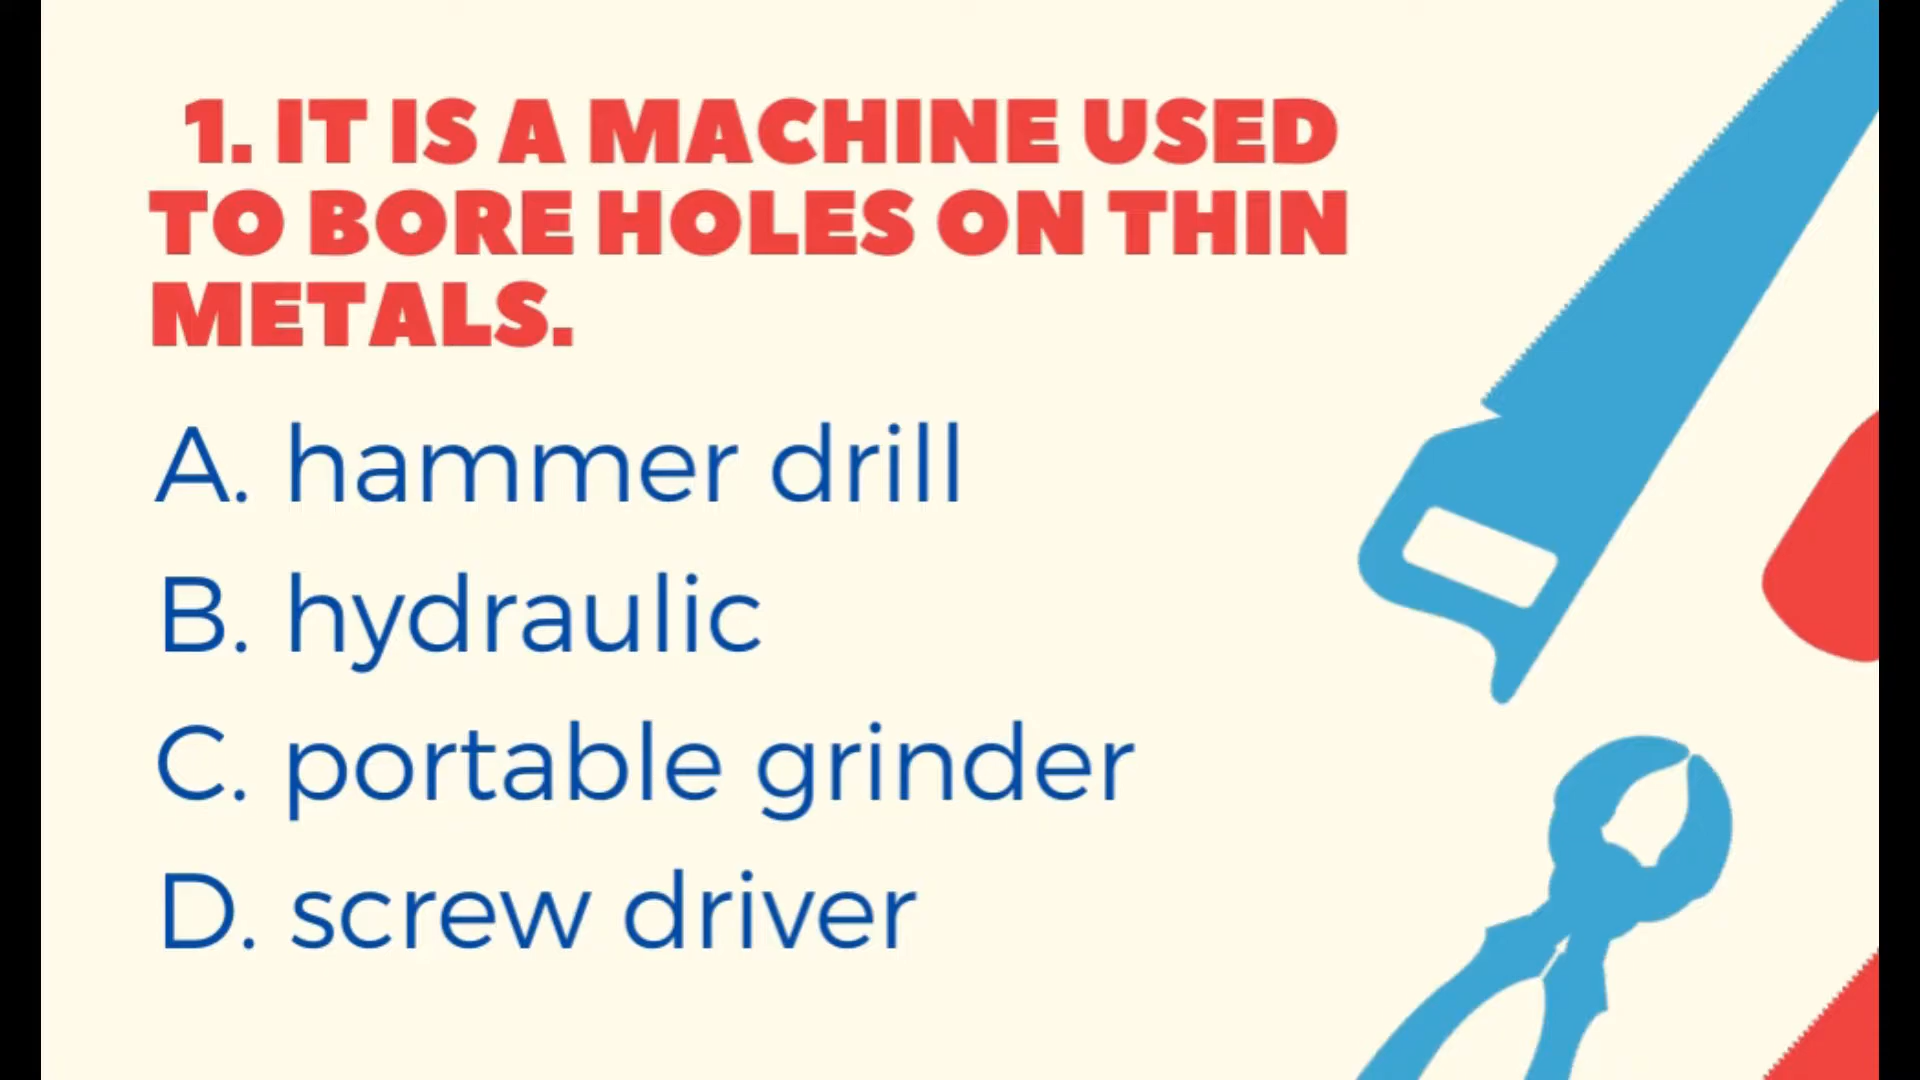 1. IT IS A MACHINE USED
TO BORE HOLES ON THIN
METALS.
A. hammer drill
B. hydraulic
C. portable grinder
D. screw driver